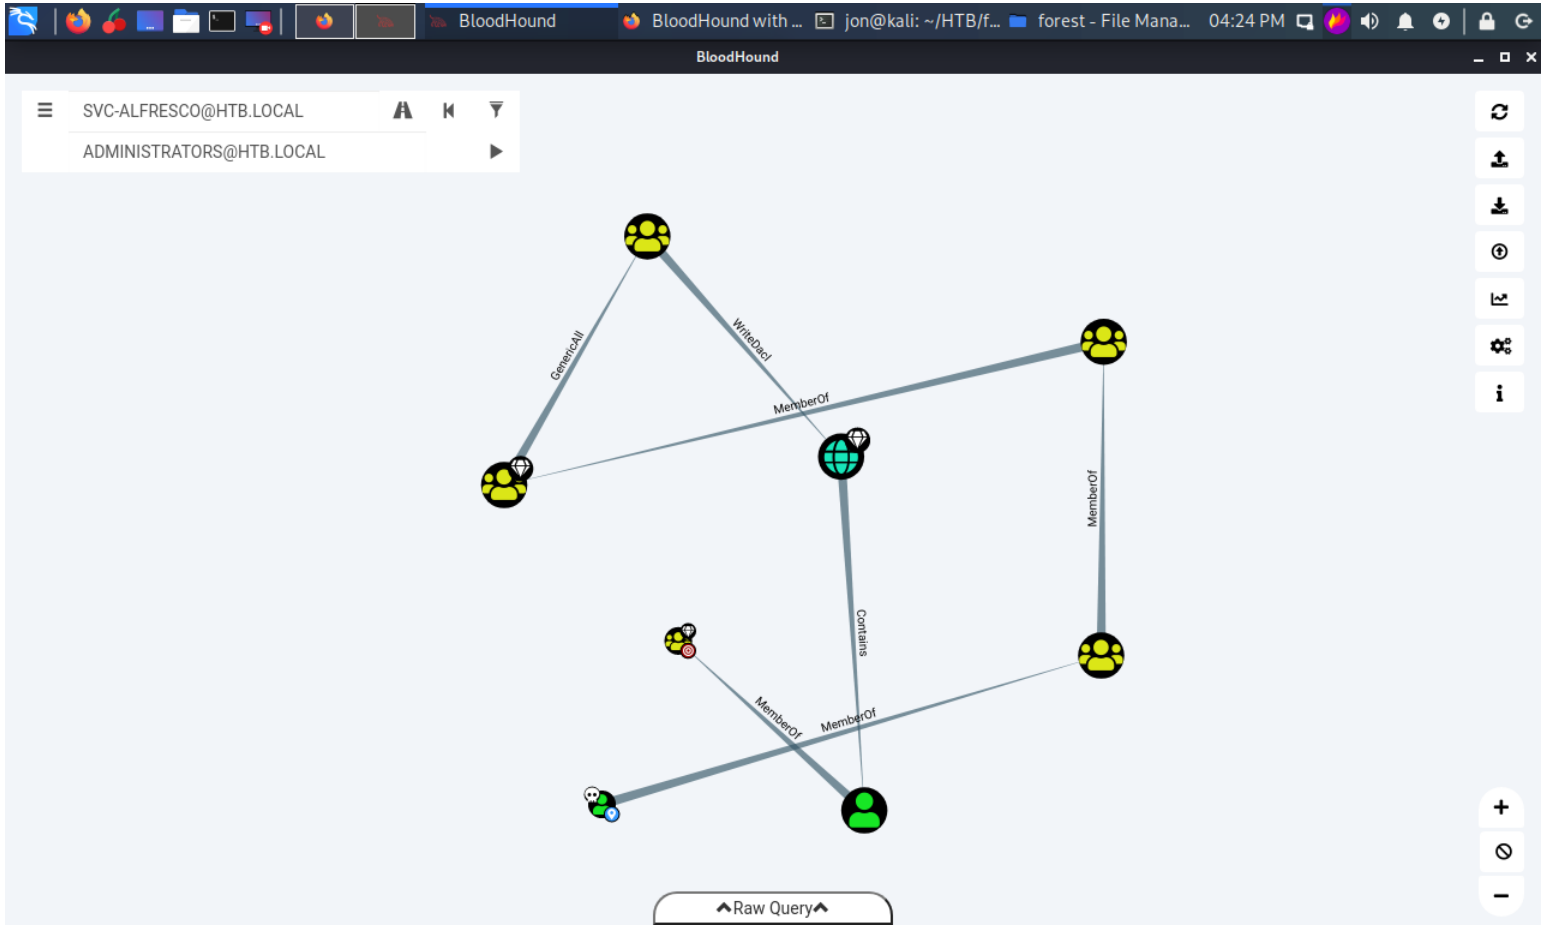 BloodHound
BloodHound with ...
jon@kali: ~/HTB/f...
forest - File Mana...
04:24 PM
BloodHound
SVC-ALFRESCO@HTB.LOCAL
ADMINISTRATORS@HTB.LOCAL
GenericAll
WriteDacl
MemberOf
MemberOf
Contains
MemberOf
MemberOf
Raw Query